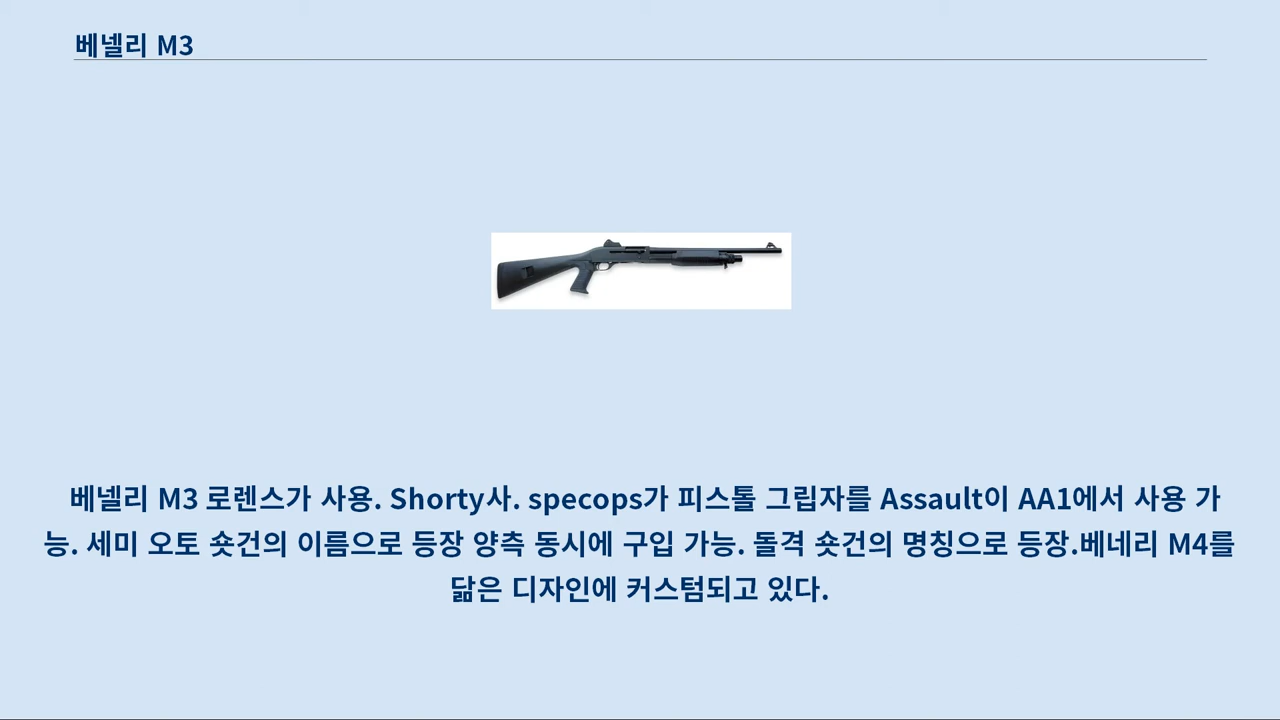 베넬리 M3
베넬리 M3 로렌스가 사용. Shorty사. specops가 피스톨 그립자를 Assault이 AA1에서 사용 가
능. 세미 오토 숏건의 이름으로 등장 양측 동시에 구입 가능. 돌격 숏건의 명칭으로 등장.베네리 M4를
닮은 디자인에 커스텀되고 있다.